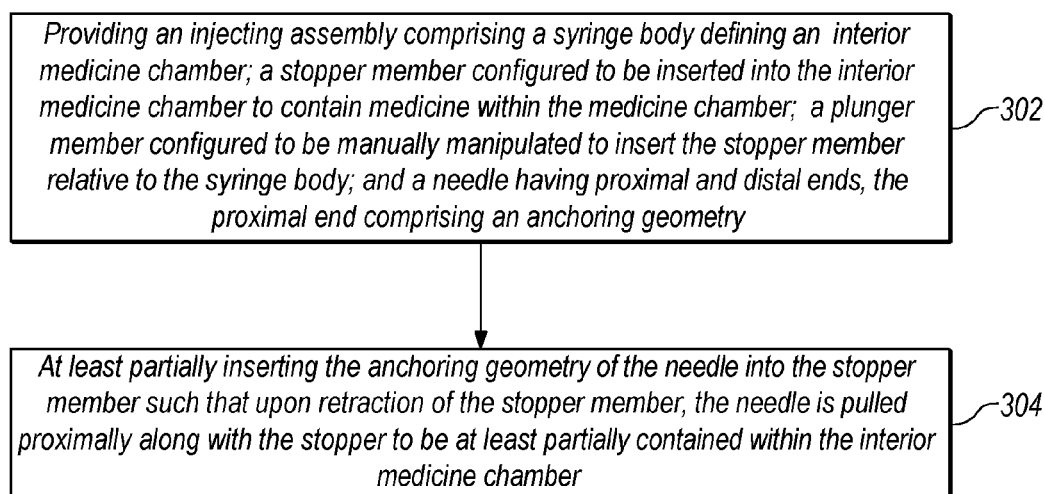 Providing an injecting assembly comprising a syringe body defining an interior
medicine chamber; a stopper member configured to be inserted into the interior
medicine chamber to contain medicine within the medicine chamber; a plunger
member configured to be manually manipulated to insert the stopper member
relative to the syringe body; and a needle having proximal and distal ends, the
proximal end comprising an anchoring geometry
302
At least partially inserting the anchoring geometry of the needle into the stopper
member such that upon retraction of the stopper member, the needle is pulled
proximally along with the stopper to be at least partially contained within the interior
medicine chamber
304